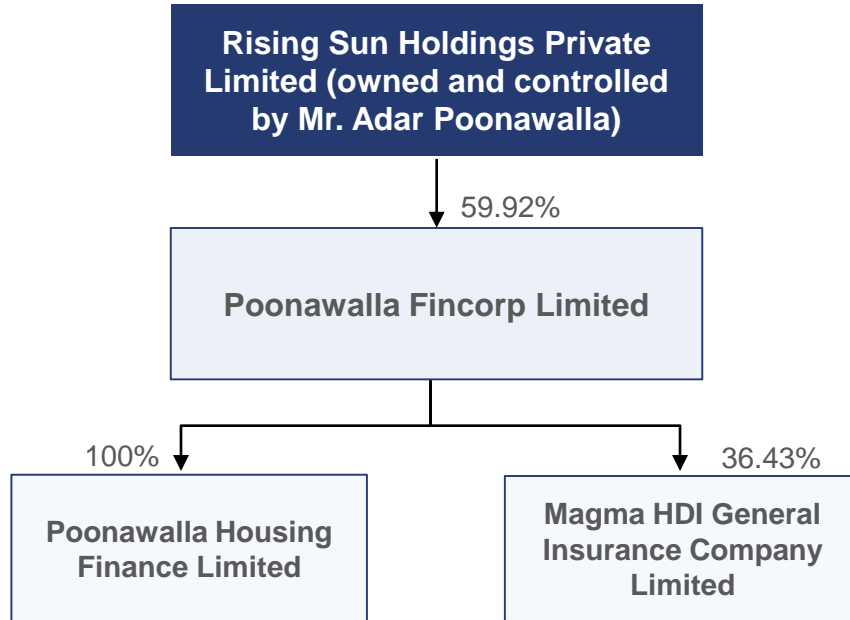 Rising Sun Holdings Private
Limited (owned and controlled
by Mr. Adar Poonawalla)
59.92%
Poonawalla Fincorp Limited
100%
36.43%
Poonawalla Housing
Finance Limited
Magma HDI General
Insurance Company
Limited